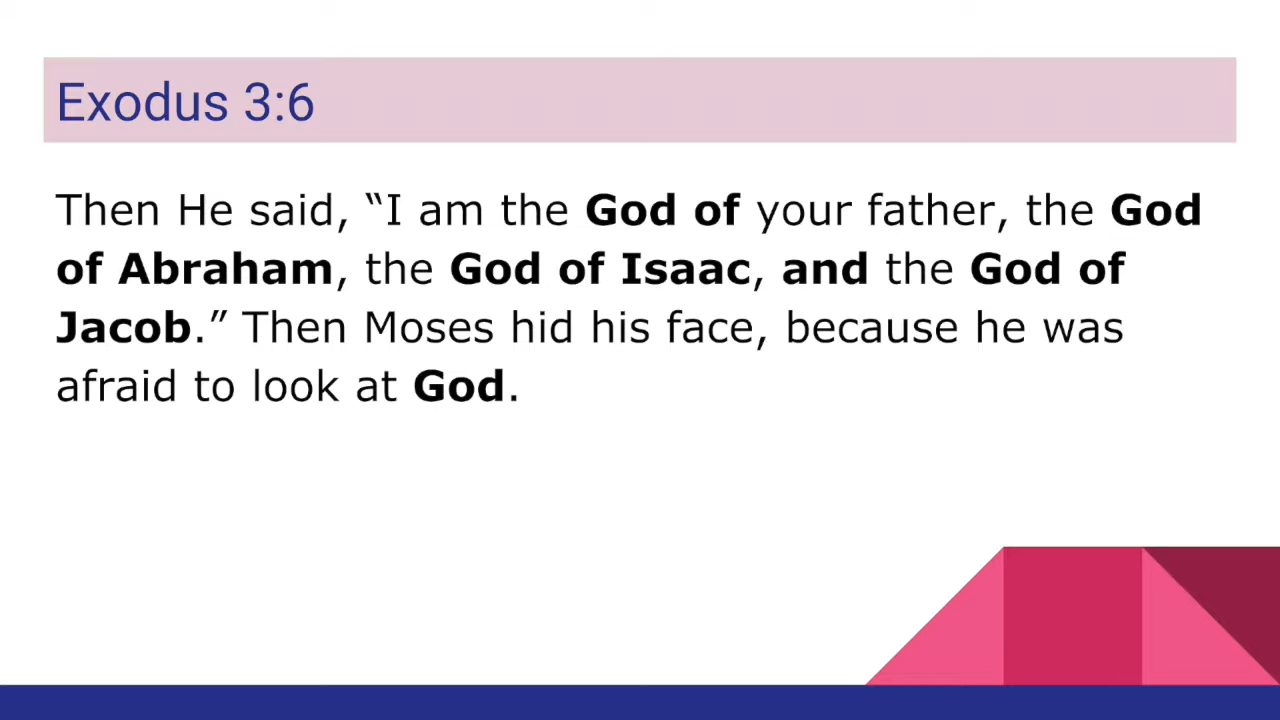 Exodus 3:6
Then He said, “I am the God of your father, the God
of Abraham, the God of Isaac, and the God of
Jacob.” Then Moses hid his face, because he was
afraid to look at God.